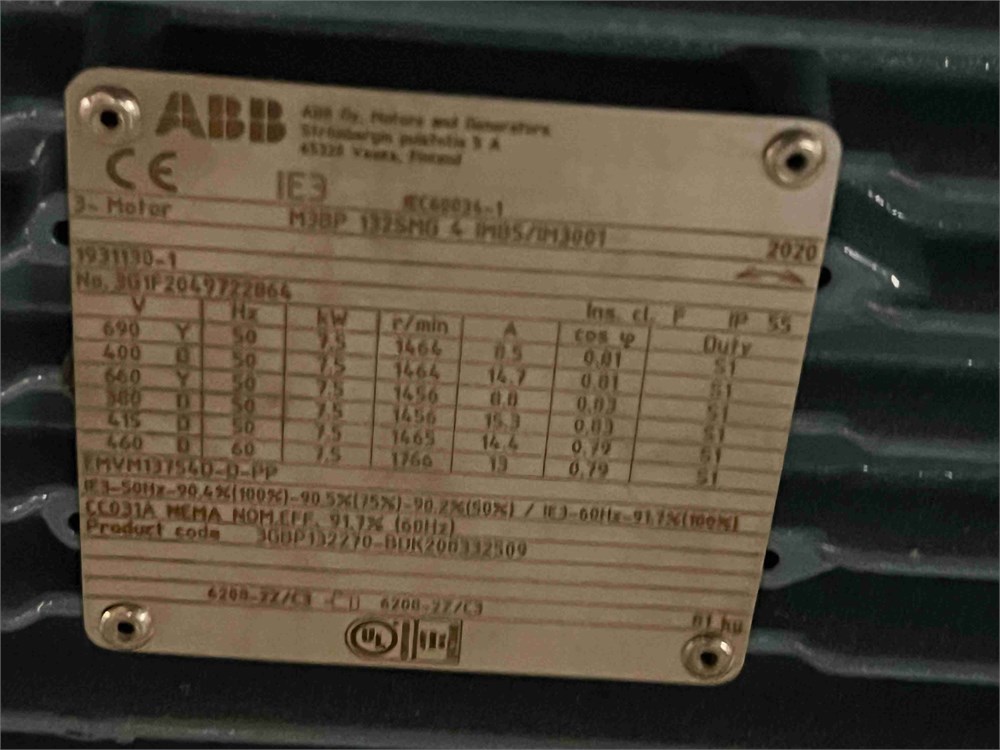 ABB
ABB Oy, Motors and Generators
Strömbergin puistotie 5 A
65320 Vaasa, Finland
CE IE3 IEC60034-1
3~ Motor M3BP 132SMG 4 IMB5/IM3001 2020
1931190-1
No. 3G1F2049722864 Ins. cl. F IP 55
V Hz kW r/min A cos φ Duty
690 Y 50 7.5 1464 8.5 0.81 S1
400 D 50 7.5 1464 14.7 0.81 S1
660 Y 50 7.5 1456 8.8 0.83 S1
380 D 50 7.5 1456 15.3 0.83 S1
415 D 50 7.5 1465 14.4 0.79 S1
460 D 60 7.5 1766 13 0.79 S1
EMVM13754D-D-PP
IE3-50Hz-90.4%(100%)-90.5%(75%)-90.2%(50%) / IE3-60Hz-91.7%(100%)
CC031A NEMA NOM.EFF. 91.7% (60Hz)
Product code 3GBP132270-BDK200332509
6208-2Z/C3 6208-2Z/C3
81 kg
UL